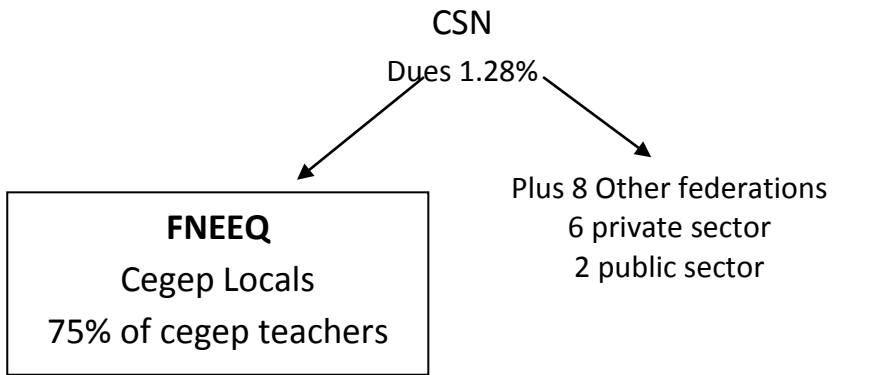 CSN
Dues 1.28%
FNEEQ
Cegep Locals
75% of cegep teachers
Plus 8 Other federations
6 private sector
2 public sector